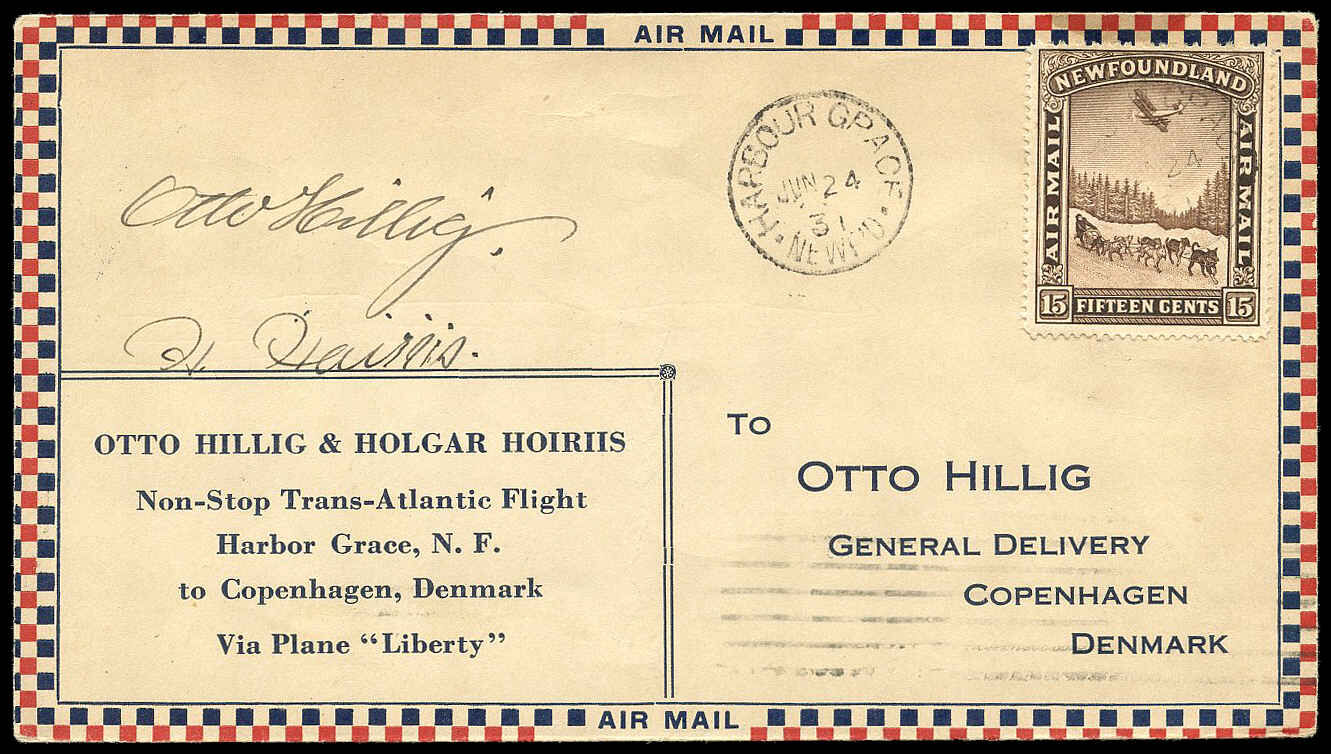 AIR MAIL
NEWFOUNDLAND
AIR MAIL
AIR MAIL
15 FIFTEEN CENTS 15
HARBOUR GRACE
JUN 24
31
NEWF'D
Otto Hillig.
H. Hoiriis.
OTTO HILLIG & HOLGAR HOIRIIS
Non-Stop Trans-Atlantic Flight
Harbor Grace, N. F.
to Copenhagen, Denmark
Via Plane "Liberty"
TO
OTTO HILLIG
GENERAL DELIVERY
COPENHAGEN
DENMARK
AIR MAIL